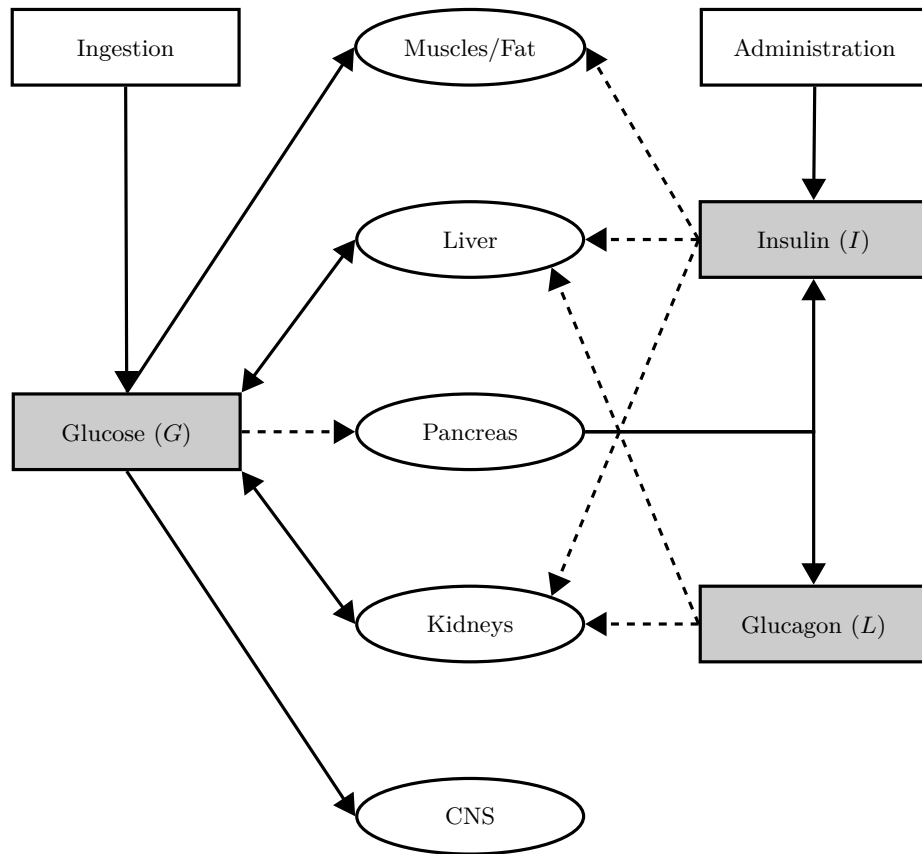 Ingestion
Muscles/Fat
Administration
Liver
Insulin (I)
Glucose (G)
Pancreas
Kidneys
Glucagon (L)
CNS